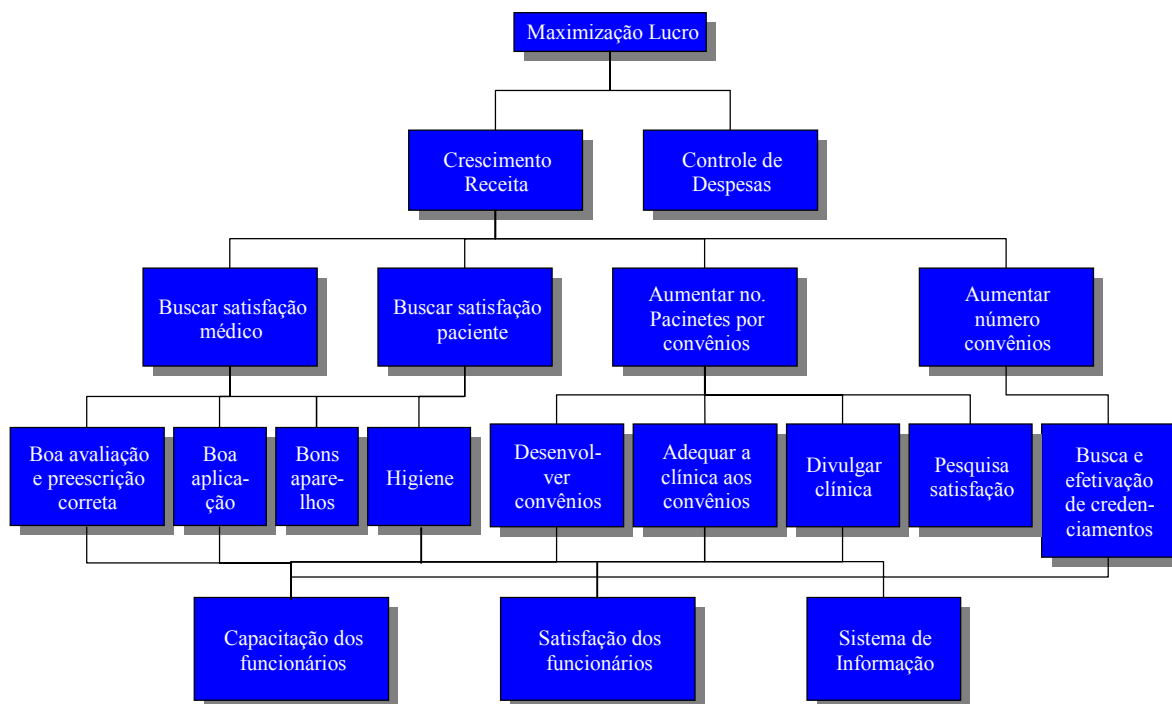 Maximização Lucro
Crescimento
Receita
Controle de
Despesas
Buscar satisfação
médico
Buscar satisfação
paciente
Aumentar no.
Pacinetes por
convênios
Aumentar
número
convênios
Boa avaliação
e preescrição
correta
Boa
aplica-
ção
Bons
apare-
lhos
Higiene
Desenvol-
ver
convênios
Adequar a
clínica aos
convênios
Divulgar
clínica
Pesquisa
satisfação
Busca e
efetivação
de creden-
ciamentos
Capacitação dos
funcionários
Satisfação dos
funcionários
Sistema de
Informação